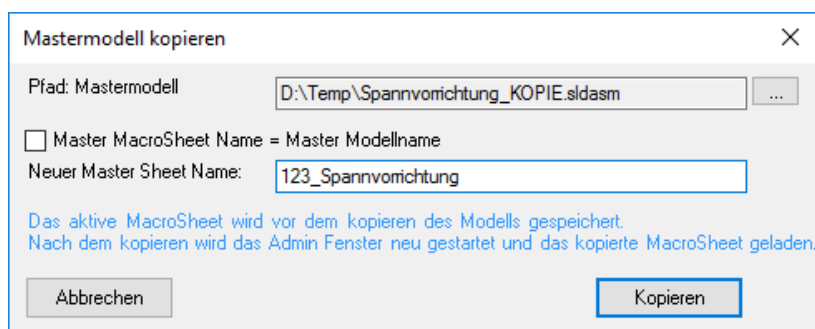 Mastermodell kopieren
Pfad: Mastermodell
D:\Temp\Spannvorrichtung_KOPIE.sldasm
...
Master MacroSheet Name = Master Modellname
Neuer Master Sheet Name:
123_Spannvorrichtung
Das aktive MacroSheet wird vor dem kopieren des Modells gespeichert.
Nach dem kopieren wird das Admin Fenster neu gestartet und das kopierte MacroSheet geladen.
Abbrechen
Kopieren